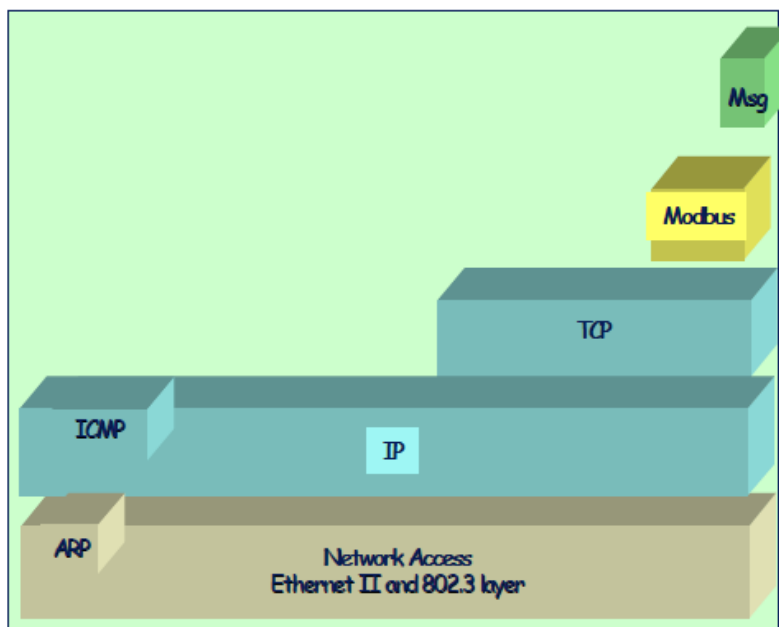 Msg
Modbus
TCP
ICMP
IP
ARP
Network Access
Ethernet II and 802.3 layer